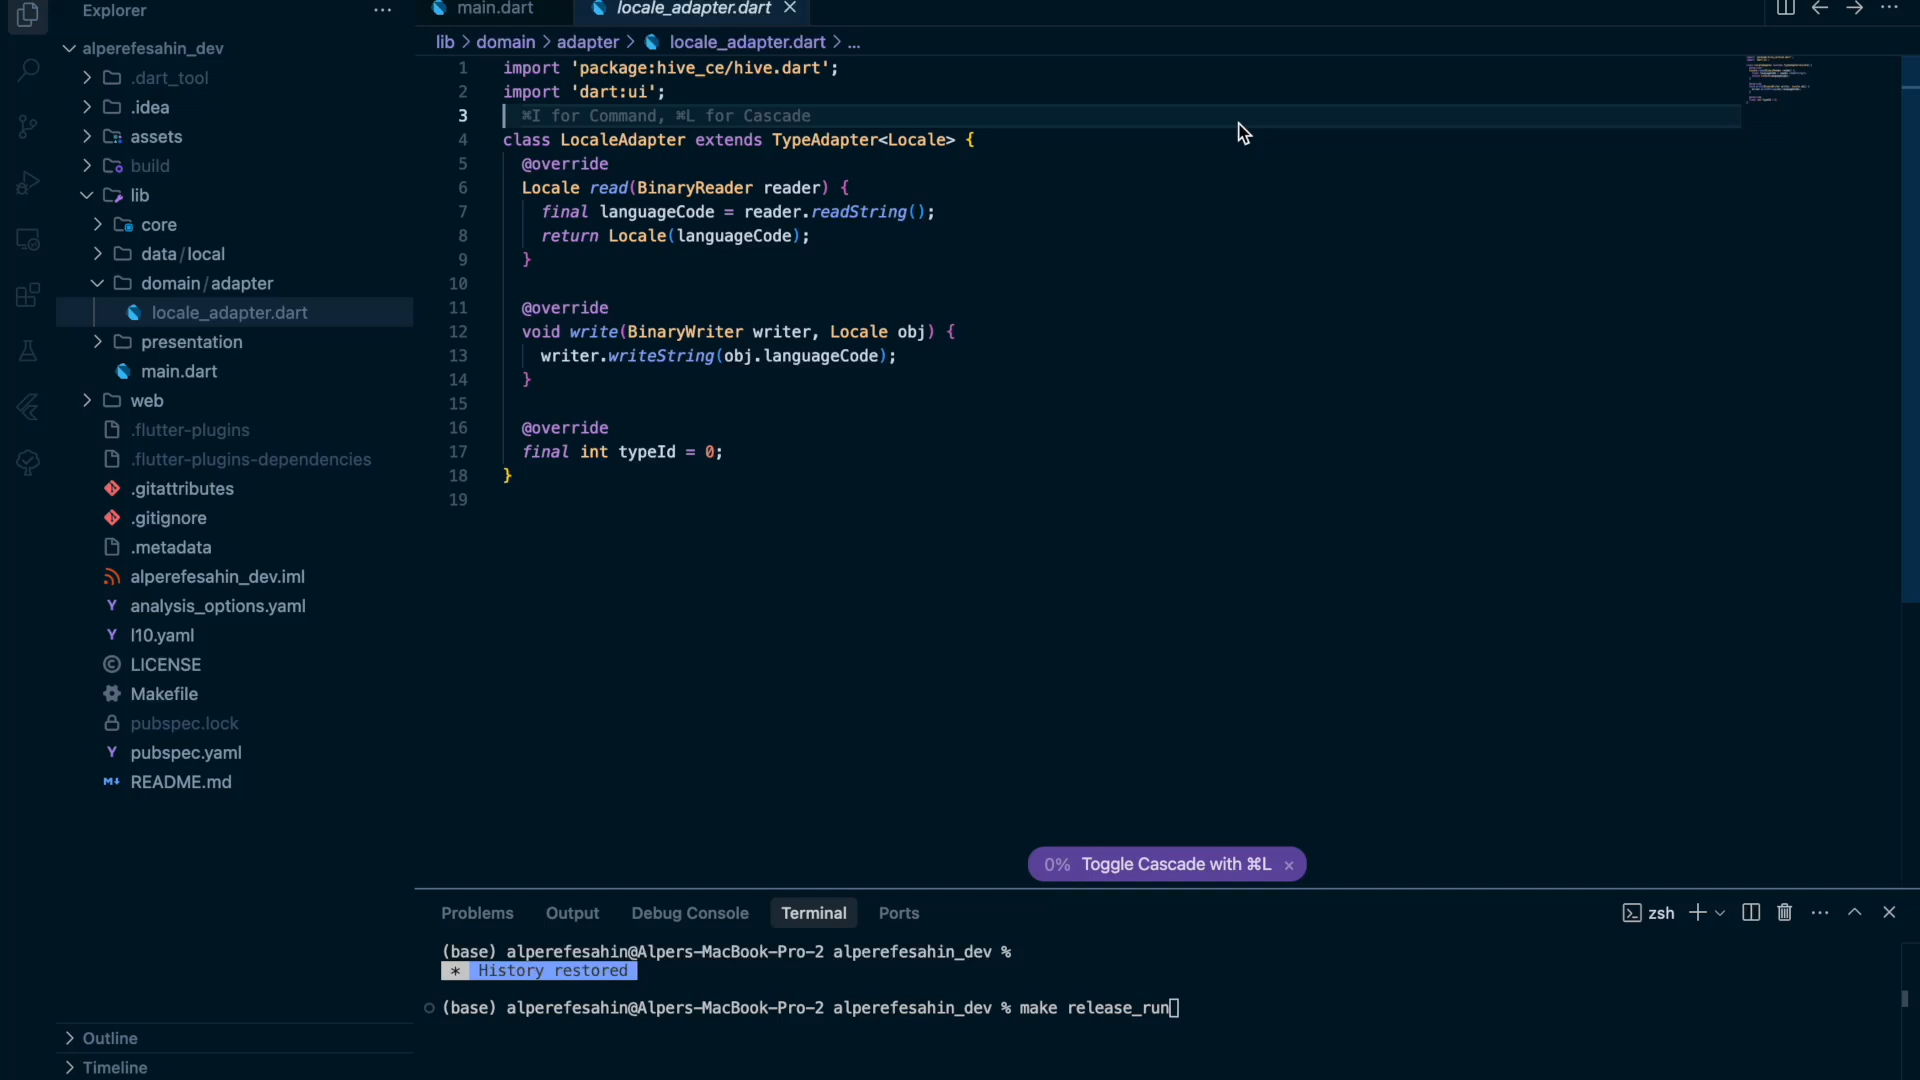 Explorer
alperefesahin_dev
.dart_tool
.idea
assets
build
lib
core
data/local
domain/adapter
locale_adapter.dart
presentation
main.dart
web
.flutter-plugins
.flutter-plugins-dependencies
.gitattributes
.gitignore
.metadata
alperefesahin_dev.iml
analysis_options.yaml
l10.yaml
LICENSE
Makefile
pubspec.lock
pubspec.yaml
README.md
Outline
Timeline
main.dart locale_adapter.dart
lib > domain > adapter > locale_adapter.dart > ...
1 import 'package:hive_ce/hive.dart';
2 import 'dart:ui';
3 ⌘I for Command, ⌘L for Cascade
4 class LocaleAdapter extends TypeAdapter<Locale> {
5 @override
6 Locale read(BinaryReader reader) {
7 final languageCode = reader.readString();
8 return Locale(languageCode);
9 }
10
11 @override
12 void write(BinaryWriter writer, Locale obj) {
13 writer.writeString(obj.languageCode);
14 }
15
16 @override
17 final int typeId = 0;
18 }
19
0% Toggle Cascade with ⌘L ×
Problems Output Debug Console Terminal Ports zsh
(base) alperefesahin@Alpers-MacBook-Pro-2 alperefesahin_dev %
* History restored
(base) alperefesahin@Alpers-MacBook-Pro-2 alperefesahin_dev % make release_run